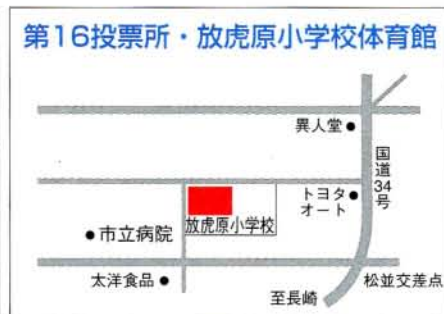 第16投票所・放虎原小学校体育館
異人堂
国道34号
トヨタ
オート
放虎原小学校
市立病院
太洋食品
松並交差点
至長崎